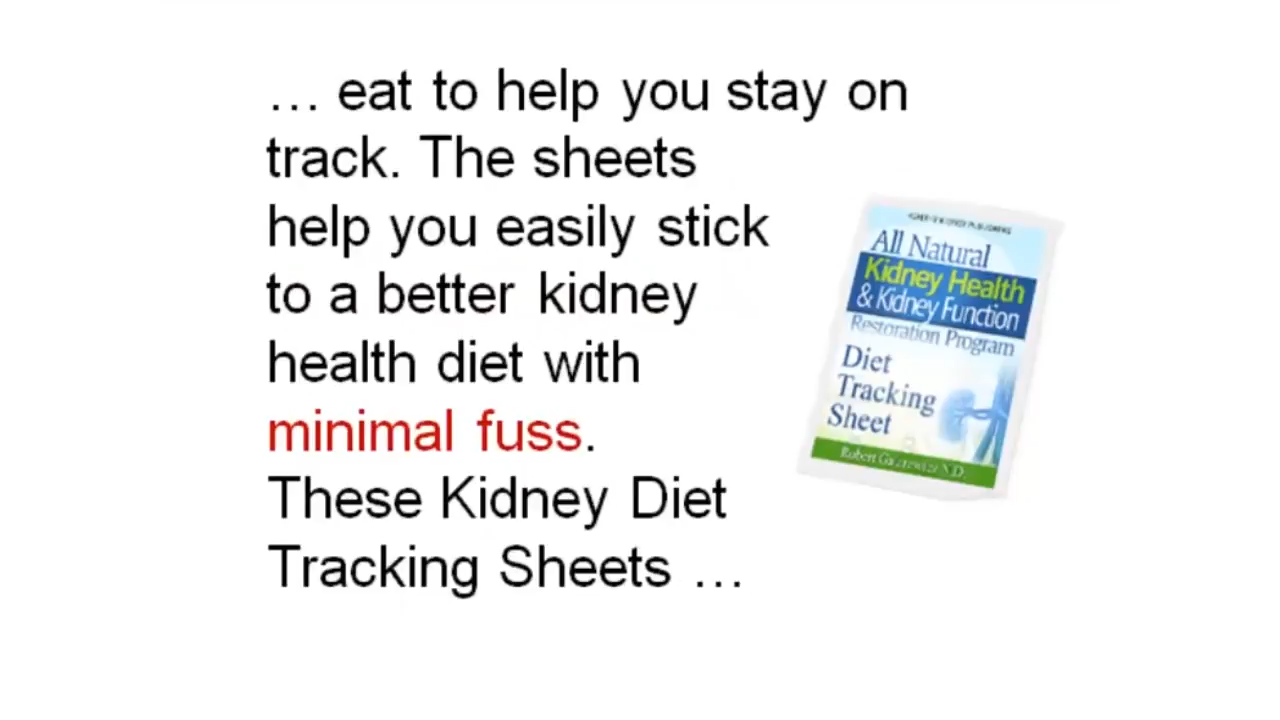 … eat to help you stay on
track. The sheets
help you easily stick
to a better kidney
health diet with
minimal fuss.
These Kidney Diet
Tracking Sheets …
All Natural
Kidney Health
& Kidney Function
Restoration Program
Diet
Tracking
Sheet
Robert N.D.